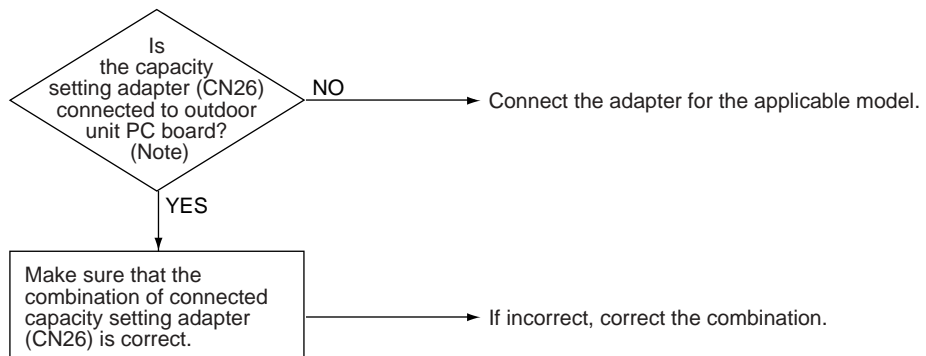 Is
the capacity
setting adapter (CN26)
connected to outdoor
unit PC board?
(Note)
NO
Connect the adapter for the applicable model.
YES
Make sure that the
combination of connected
capacity setting adapter
(CN26) is correct.
If incorrect, correct the combination.